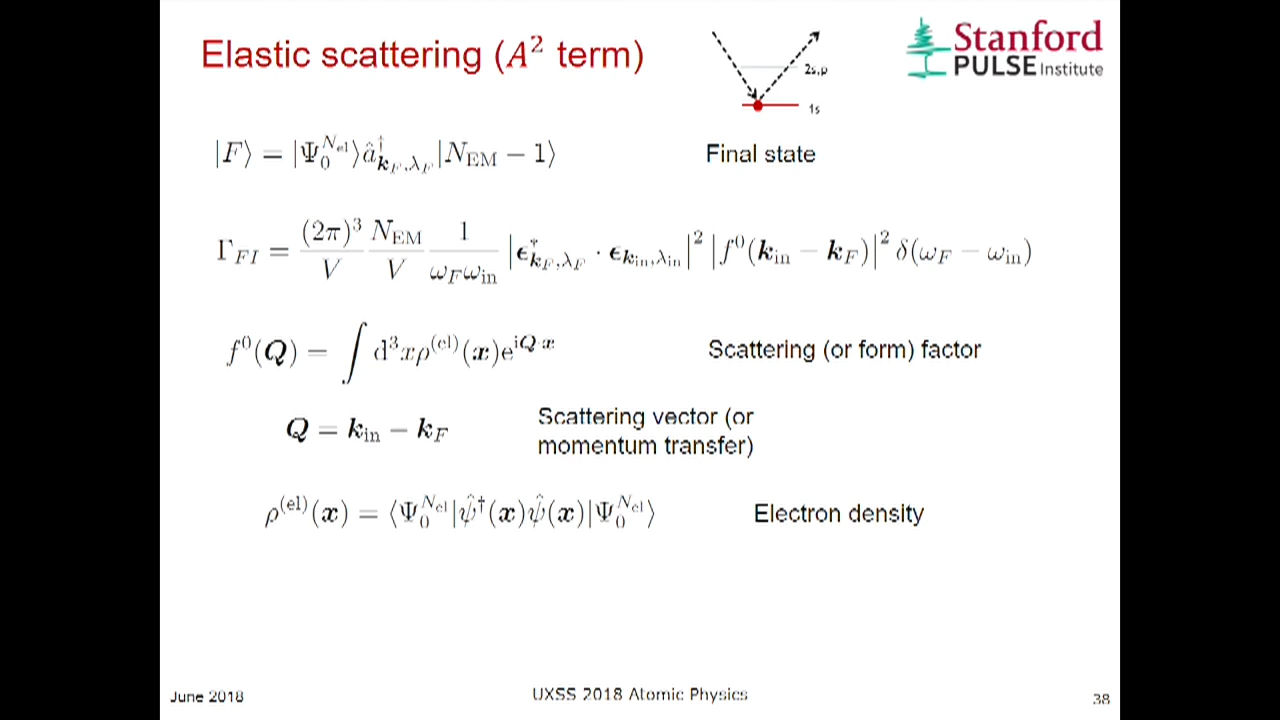 Elastic scattering (A² term)
2s,p
1s
Stanford
PULSE Institute
|F⟩ = |Ψ₀^{N_el}⟩ â†_{k_F,λ_F} |N_EM − 1⟩
Final state
Γ_{FI} = (2π)³/V N_EM/V 1/(ω_F ω_in) |ϵ*_{k_F,λ_F} · ϵ_{k_in,λ_in}|² |f⁰(k_in − k_F)|² δ(ω_F − ω_in)
f⁰(Q) = ∫ d³xρ^{(el)}(x)e^{iQ·x}
Scattering (or form) factor
Q = k_in − k_F
Scattering vector (or
momentum transfer)
ρ^{(el)}(x) = ⟨Ψ₀^{N_el}|ψ̂†(x)ψ̂(x)|Ψ₀^{N_el}⟩
Electron density
June 2018
UXSS 2018 Atomic Physics
38